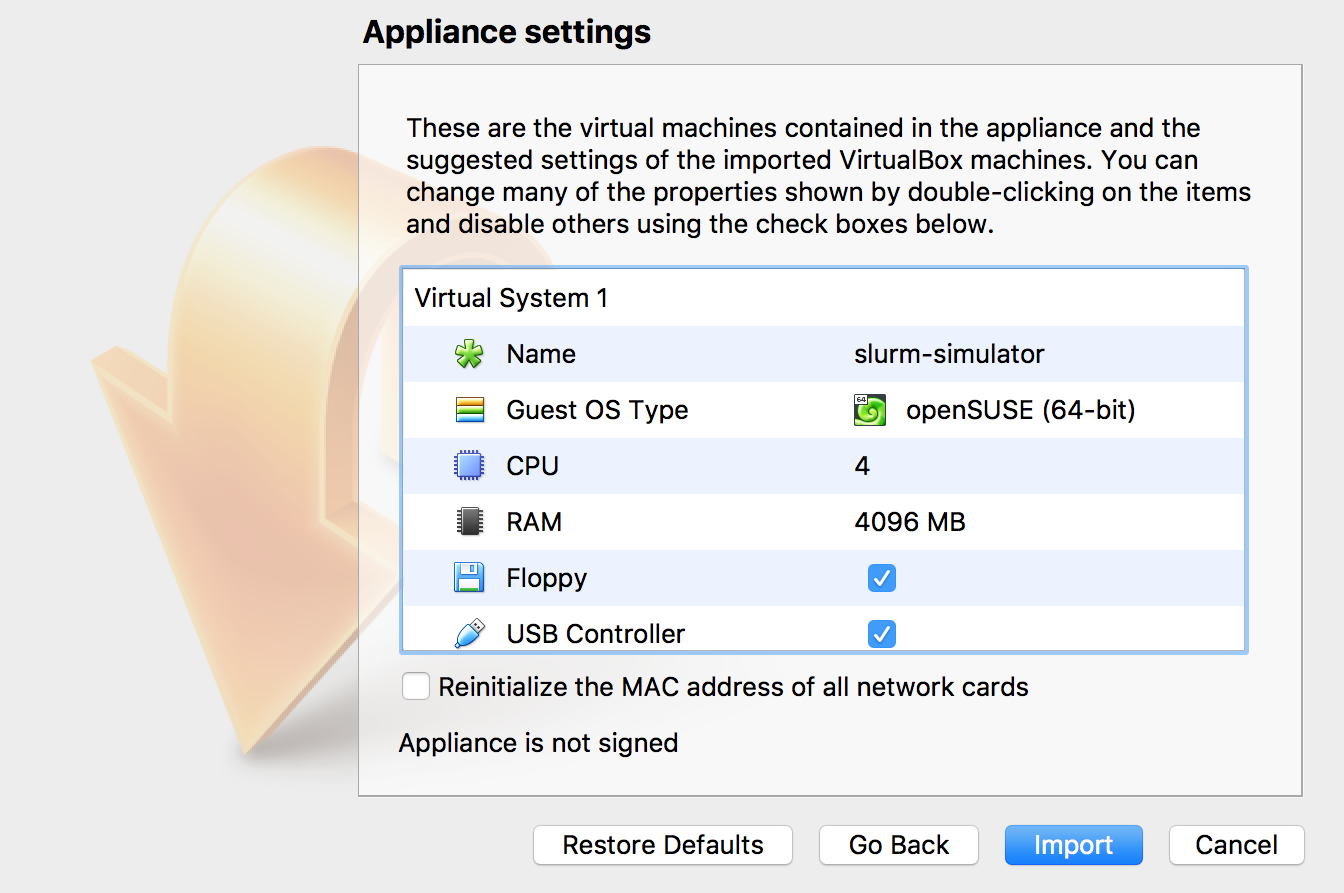 Appliance settings
These are the virtual machines contained in the appliance and the
suggested settings of the imported VirtualBox machines. You can
change many of the properties shown by double-clicking on the items
and disable others using the check boxes below.
Virtual System 1
Name slurm-simulator
Guest OS Type 64 openSUSE (64-bit)
CPU 4
RAM 4096 MB
Floppy
USB Controller
Reinitialize the MAC address of all network cards
Appliance is not signed
Restore Defaults Go Back Import Cancel